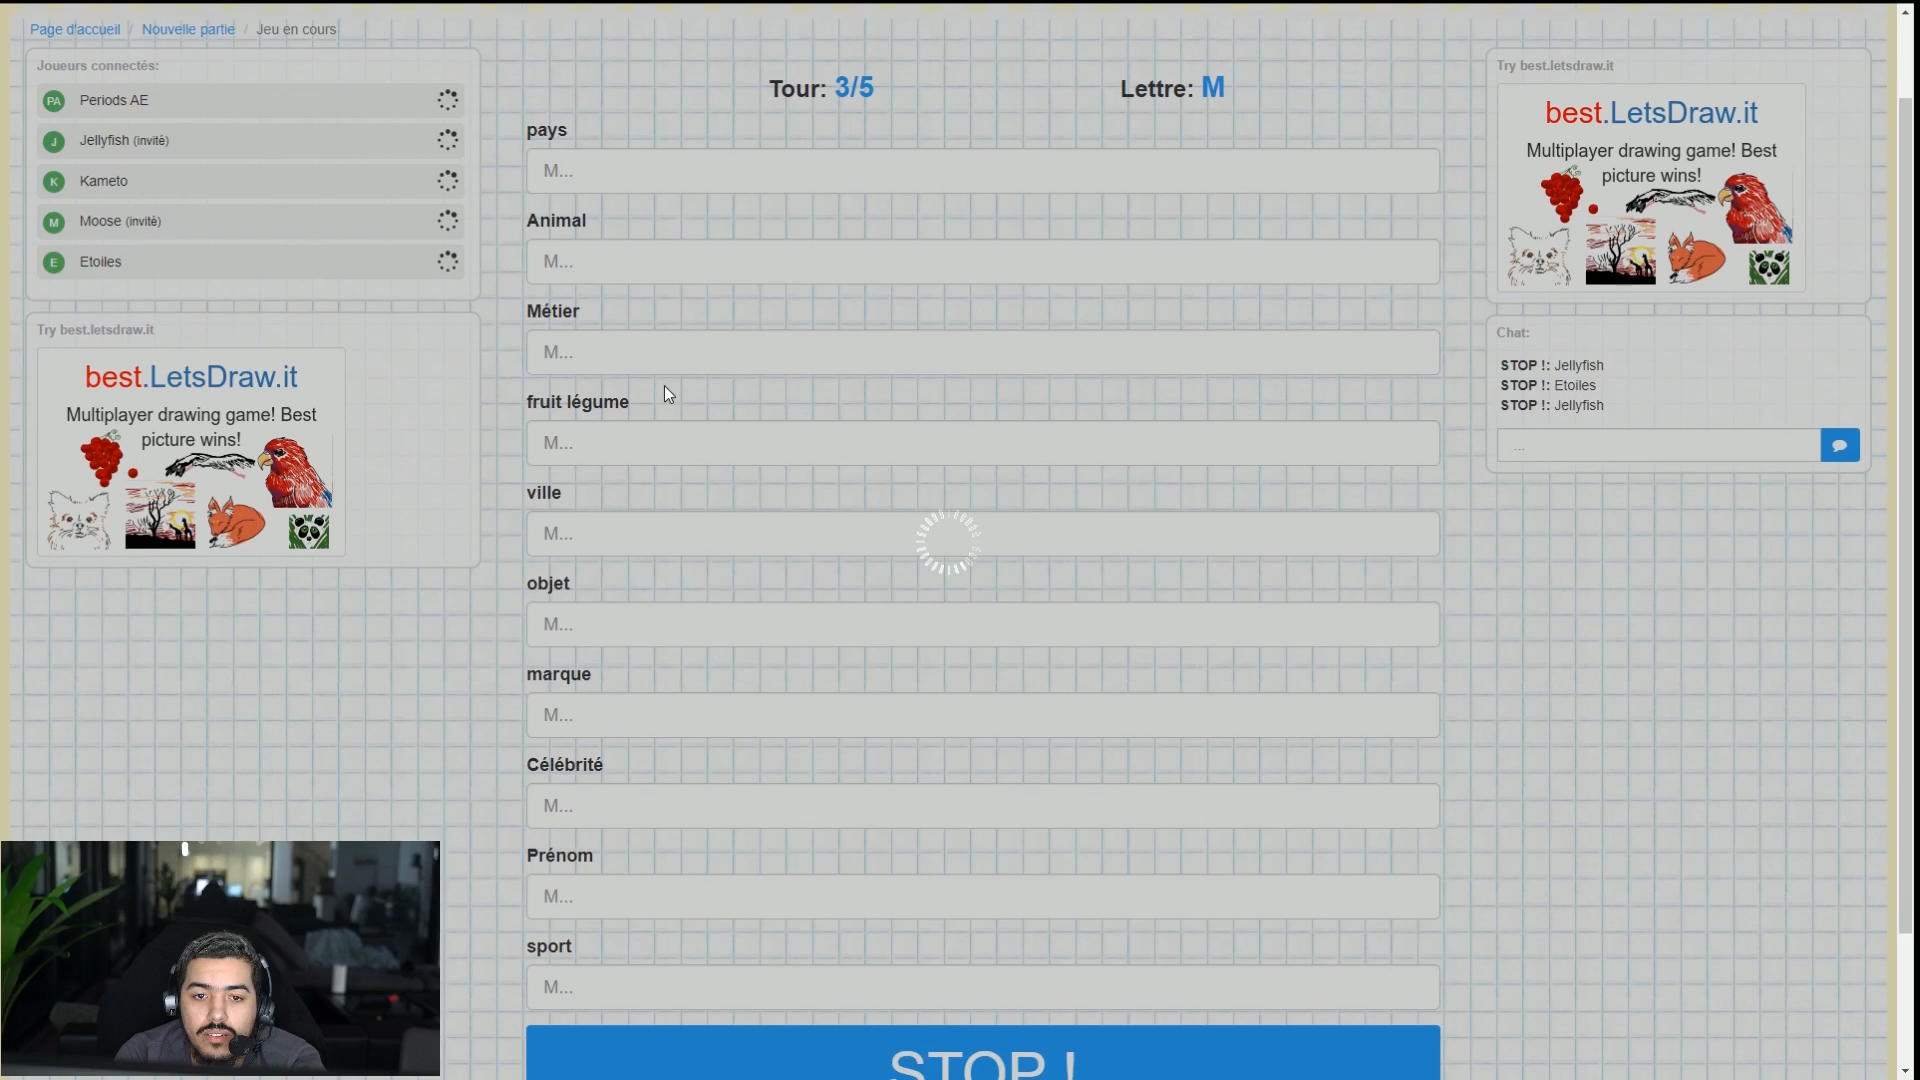 Page d'accueil / Nouvelle partie / Jeu en cours
Joueurs connectés:
PA Periods AE
J Jellyfish (invité)
K Kameto
M Moose (invité)
E Etoiles
Try best.letsdraw.it
best.LetsDraw.it
Multiplayer drawing game! Best
picture wins!
Tour: 3/5
Lettre: M
pays
M...
Animal
M...
Métier
M...
fruit légume
M...
ville
M...
objet
M...
marque
M...
Célébrité
M...
Prénom
M...
sport
M...
STOP !
Try best.letsdraw.it
best.LetsDraw.it
Multiplayer drawing game! Best
picture wins!
Chat:
STOP !: Jellyfish
STOP !: Etoiles
STOP !: Jellyfish
...